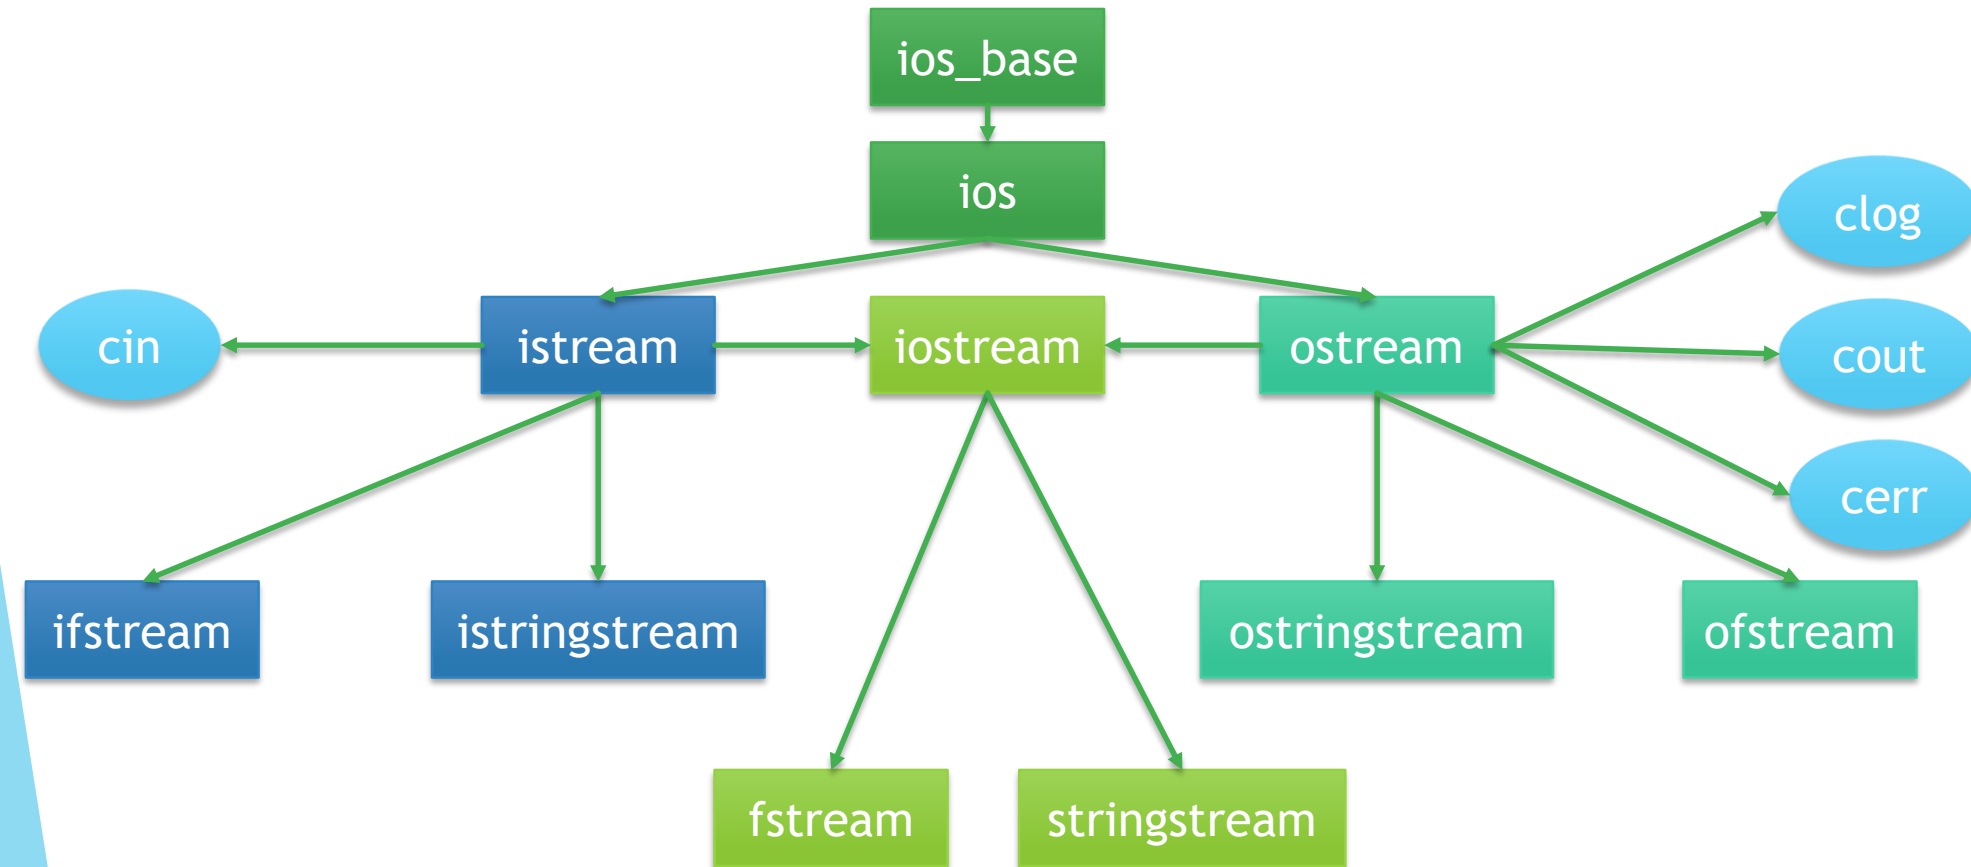 ios_base
ios
clog
cin
istream
iostream
ostream
cout
cerr
ifstream
istringstream
ostringstream
ofstream
fstream
stringstream